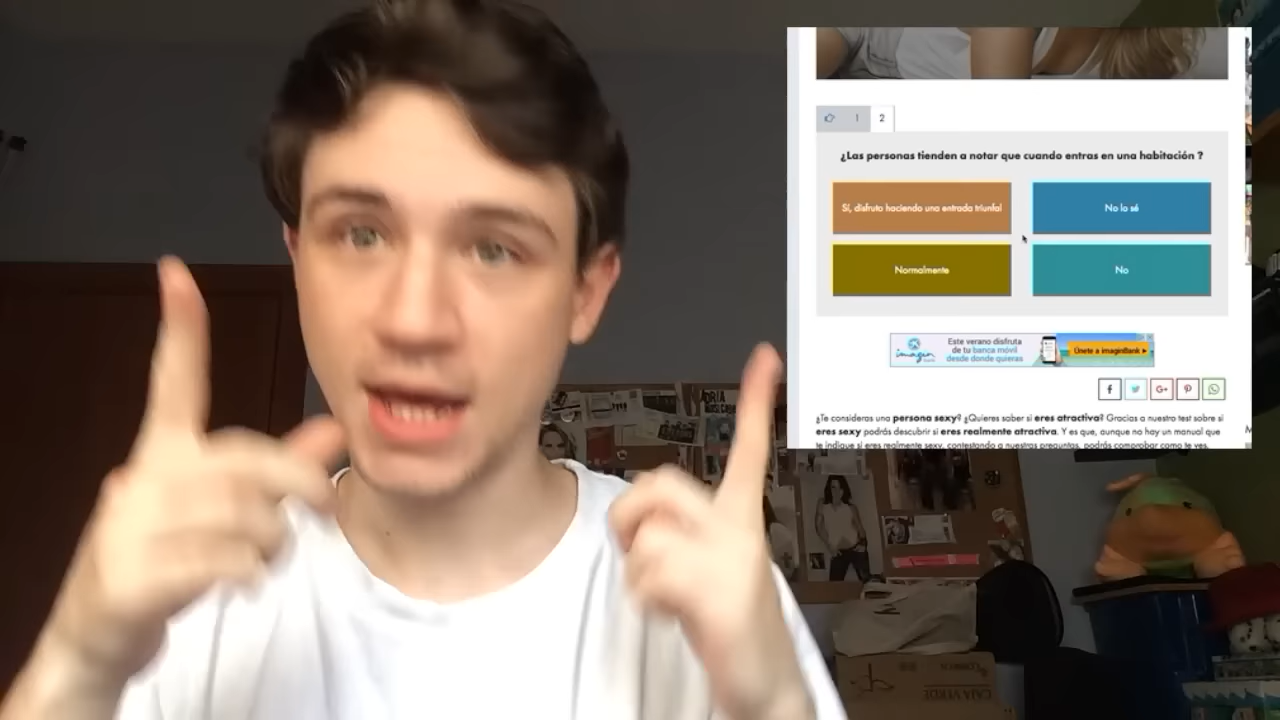 1
2
¿Las personas tienden a notar que cuando entras en una habitación ?
Sí, disfruto haciendo una entrada triunfal
No lo sé
Normalmente
No
imagin
Este verano disfruta
de tu banca móvil
desde donde quieras
Únete a imaginBank
f
G+
¿Te consideras una persona sexy? ¿Quieres saber si eres atractiva? Gracias a nuestro test sobre si
eres sexy podrás descubrir si eres realmente atractiva. Y es que, aunque no hay un manual que
te indique si eres realmente sexy, contestando a nuestras preguntas, podrás comprobar como te ves.
M
CAJA VERDE